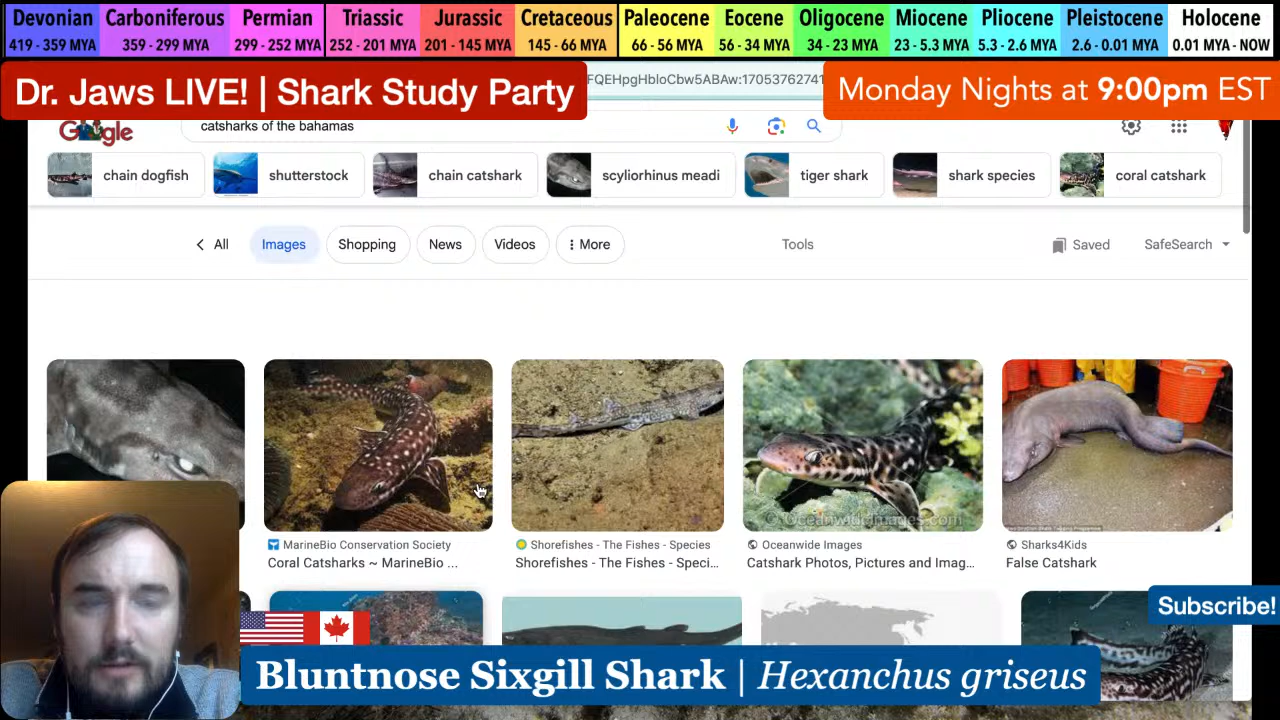 Devonian Carboniferous Permian Triassic Jurassic Cretaceous Paleocene Eocene Oligocene Miocene Pliocene Pleistocene Holocene
419 - 359 MYA 359 - 299 MYA 299 - 252 MYA 252 - 201 MYA 201 - 145 MYA 145 - 66 MYA 66 - 56 MYA 56 - 34 MYA 34 - 23 MYA 23 - 5.3 MYA 5.3 - 2.6 MYA 2.6 - 0.01 MYA 0.01 MYA - NOW
Dr. Jaws LIVE! | Shark Study Party
FQEHpgHbloCbw5ABAw:17053762741
Monday Nights at 9:00pm EST
Google
catsharks of the bahamas
chain dogfish shutterstock chain catshark scyliorhinus meadi tiger shark shark species coral catshark
All Images Shopping News Videos More Tools Saved SafeSearch
© OceanwideImages.com
MarineBio Conservation Society Shorefishes - The Fishes - Species Oceanwide Images Sharks4Kids
Coral Catsharks ~ MarineBio ... Shorefishes - The Fishes - Speci... Catshark Photos, Pictures and Imag... False Catshark
Subscribe!
Bluntnose Sixgill Shark | Hexanchus griseus